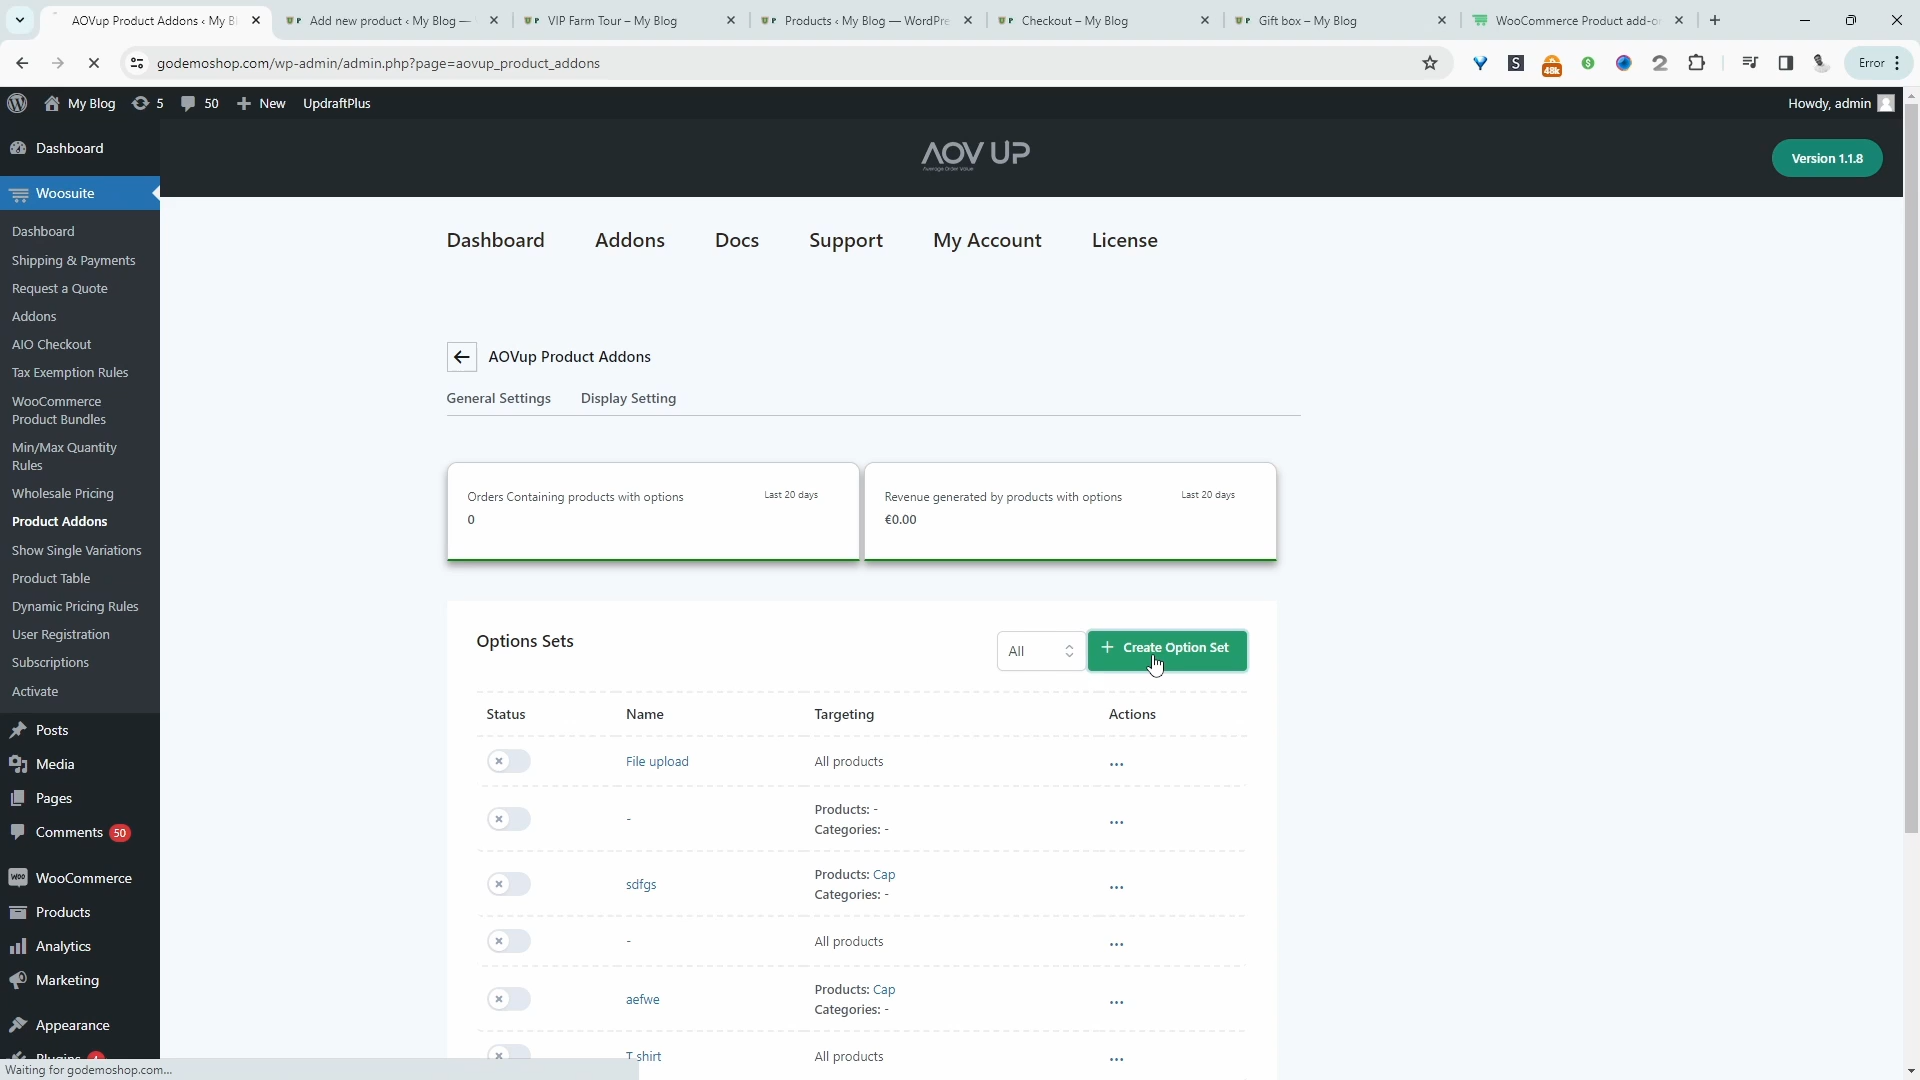 AOVup Product Addons ‹ My B
Add new product ‹ My Blog —
VIP Farm Tour – My Blog
Products ‹ My Blog — WordPre
Checkout – My Blog
Gift box – My Blog
WooCommerce Product add-o
godemoshop.com/wp-admin/admin.php?page=aovup_product_addons
48k
Error
My Blog
5
50
New
UpdraftPlus
Howdy, admin
Dashboard
AOV UP
Average Order Value
Version 1.1.8
Woosuite
Dashboard
Shipping & Payments
Request a Quote
Addons
AIO Checkout
Tax Exemption Rules
WooCommerce
Product Bundles
Min/Max Quantity
Rules
Wholesale Pricing
Product Addons
Show Single Variations
Product Table
Dynamic Pricing Rules
User Registration
Subscriptions
Activate
Posts
Media
Pages
Comments 50
WooCommerce
Products
Analytics
Marketing
Appearance
Plugins
Dashboard
Addons
Docs
Support
My Account
License
AOVup Product Addons
General Settings
Display Setting
Orders Containing products with options
Last 20 days
0
Revenue generated by products with options
Last 20 days
€0.00
Options Sets
All
+ Create Option Set
Status
Name
Targeting
Actions
File upload
All products
...
-
Products: -
Categories: -
...
sdfgs
Products: Cap
Categories: -
...
-
All products
...
aefwe
Products: Cap
Categories: -
...
T shirt
All products
...
Waiting for godemoshop.com...